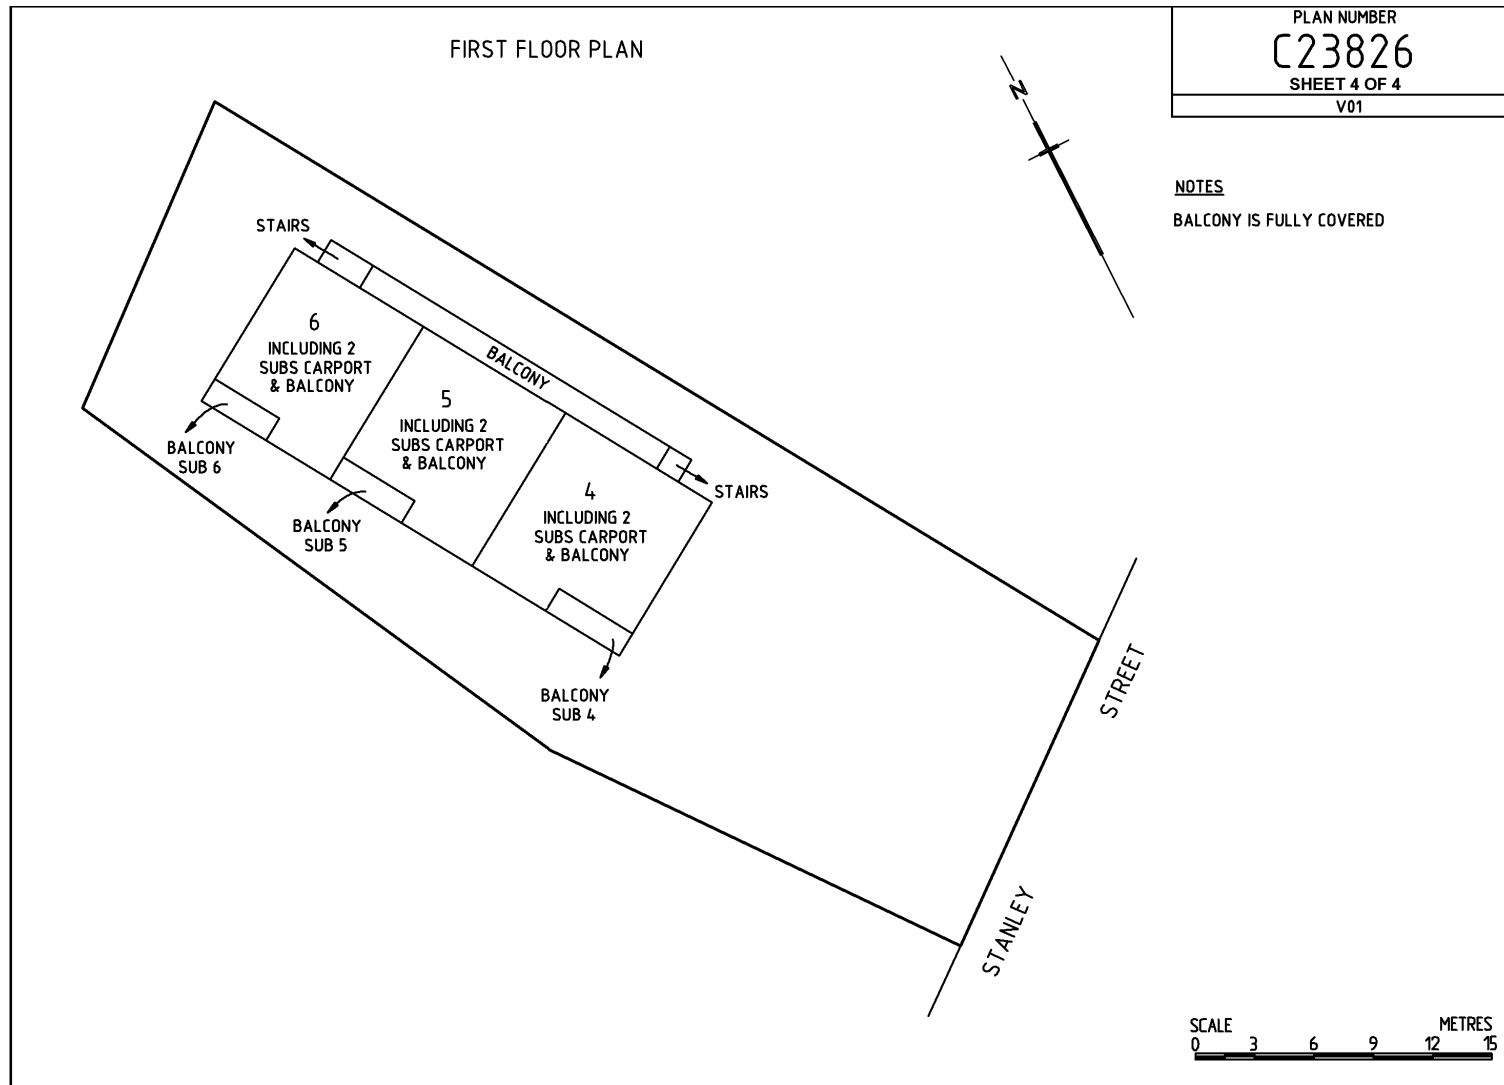 FIRST FLOOR PLAN
PLAN NUMBER
C23826
SHEET 4 OF 4
V01
N
NOTES
BALCONY IS FULLY COVERED
STAIRS
6
INCLUDING 2
SUBS CARPORT
& BALCONY
BALCONY
5
INCLUDING 2
SUBS CARPORT
& BALCONY
BALCONY
SUB 6
4
INCLUDING 2
SUBS CARPORT
& BALCONY
STAIRS
BALCONY
SUB 5
BALCONY
SUB 4
STANLEY STREET
SCALE METRES
0 3 6 9 12 15